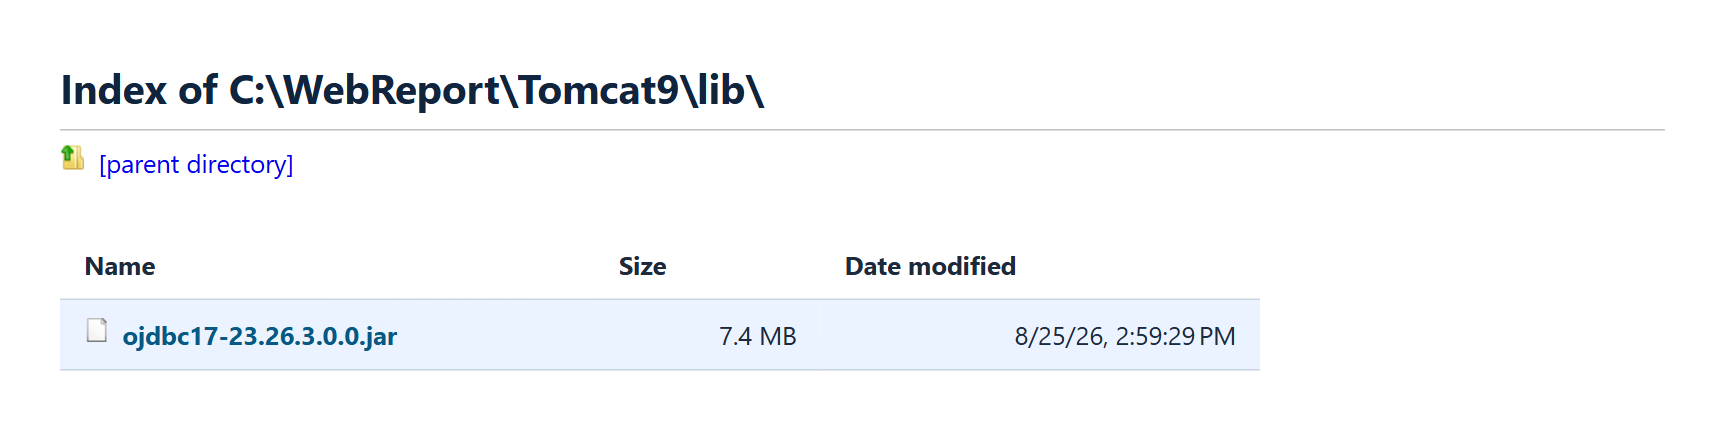 Index of C:\WebReport\Tomcat9\lib\
[parent directory]
Name Size Date modified
ojdbc17-23.26.3.0.0.jar 7.4 MB 8/25/26, 2:59:29 PM